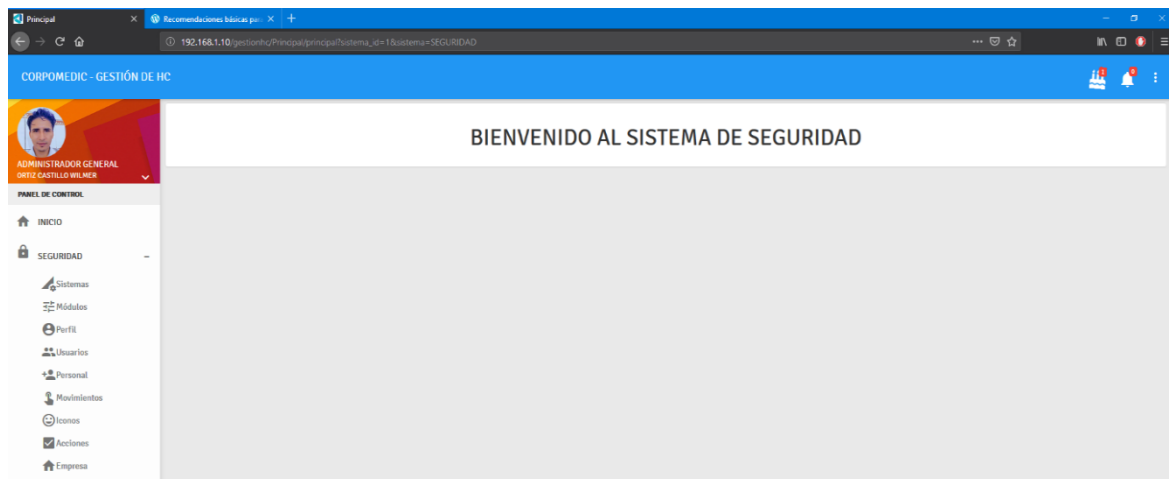 Principal
Recomendaciones básicas par
192.168.1.10/gestionhc/Principal/principal?sistema_id=1&sistema=SEGURIDAD
CORPOMEDIC - GESTIÓN DE HC
BIENVENIDO AL SISTEMA DE SEGURIDAD
ADMINISTRADOR GENERAL
ORTIZ CASTILLO WILMER
PANEL DE CONTROL
INICIO
SEGURIDAD
Sistemas
Módulos
Perfil
Usuarios
Personal
Movimientos
Iconos
Acciones
Empresa